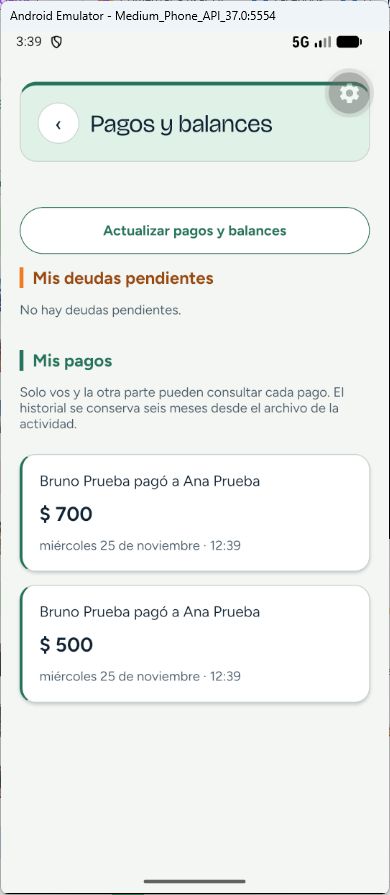 Android Emulator - Medium_Phone_API_37.0:5554
3:39
5G
Pagos y balances
Actualizar pagos y balances
Mis deudas pendientes
No hay deudas pendientes.
Mis pagos
Solo vos y la otra parte pueden consultar cada pago. El
historial se conserva seis meses desde el archivo de la
actividad.
Bruno Prueba pagó a Ana Prueba
$ 700
miércoles 25 de noviembre · 12:39
Bruno Prueba pagó a Ana Prueba
$ 500
miércoles 25 de noviembre · 12:39